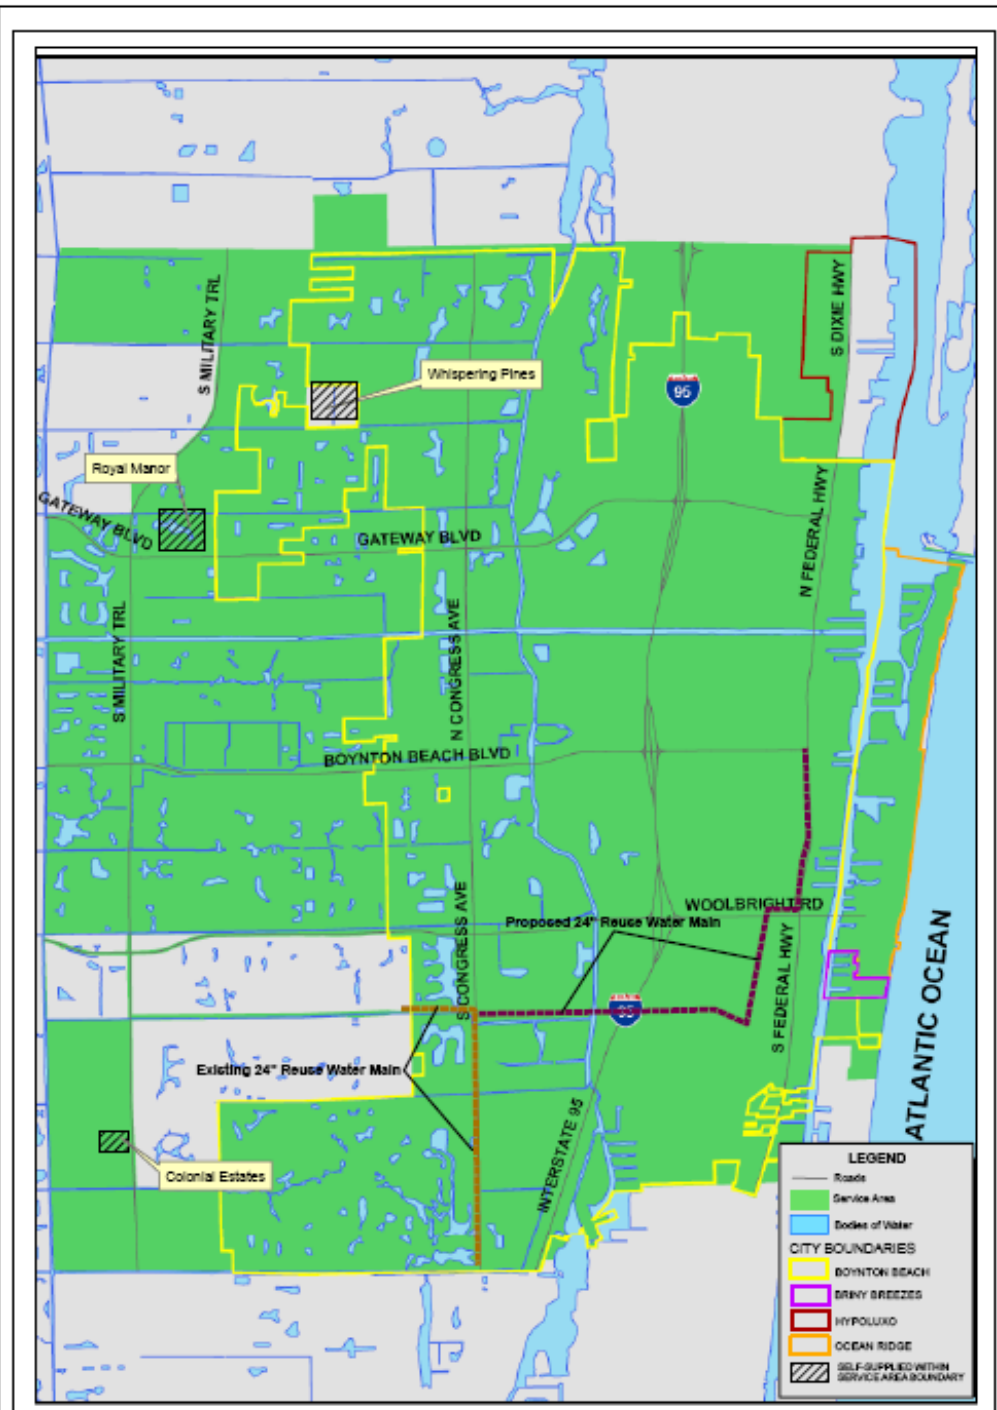 S MILITARY TRL
S DIXIE HWY
Whispering Pines
95
Royal Manor
GATEWAY BLVD
GATEWAY BLVD
N FEDERAL HWY
S MILITARY TRL
N CONGRESS AVE
BOYNTON BEACH BLVD
S CONGRESS AVE
WOOLBRIGHT RD
Proposed 24" Reuse Water Main
S FEDERAL HWY
ATLANTIC OCEAN
95
Existing 24" Reuse Water Main
INTERSTATE 95
Colonial Estates
LEGEND
Roads
Service Area
Bodies of Water
CITY BOUNDARIES
BOYNTON BEACH
BRINY BREEZES
HYPOLUXO
OCEAN RIDGE
SELF-SUPPLIED WITHIN
SERVICE AREA BOUNDARY